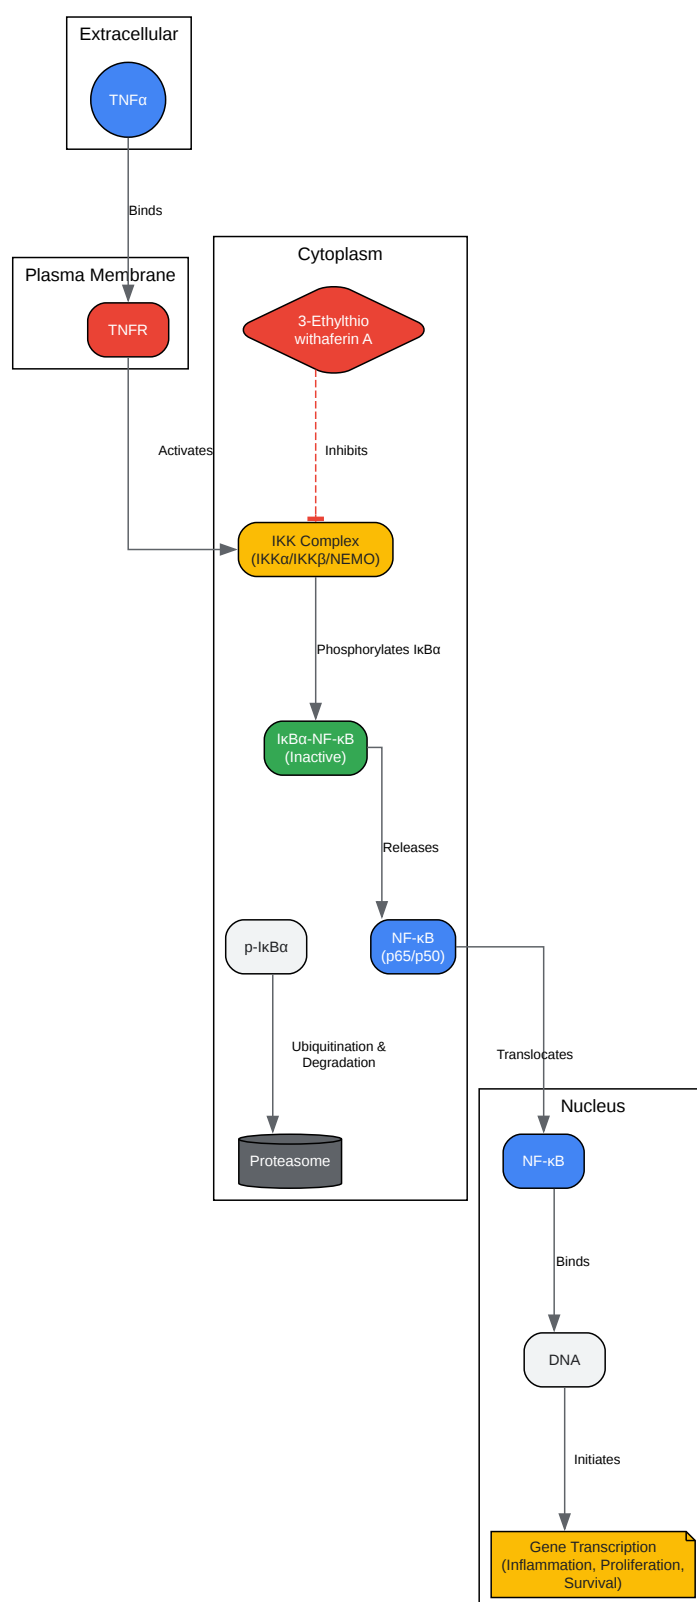 Extracellular
TNFα
Binds
Plasma Membrane
TNFR
Activates
Cytoplasm
3-Ethylthio
withaferin A
Inhibits
IKK Complex
(IKKα/IKKβ/NEMO)
Phosphorylates IκBα
IκBα-NF-κB
(Inactive)
Releases
p-IκBα
NF-κB
(p65/p50)
Ubiquitination &
Degradation
Proteasome
Translocates
Nucleus
NF-κB
Binds
DNA
Initiates
Gene Transcription
(Inflammation, Proliferation,
Survival)